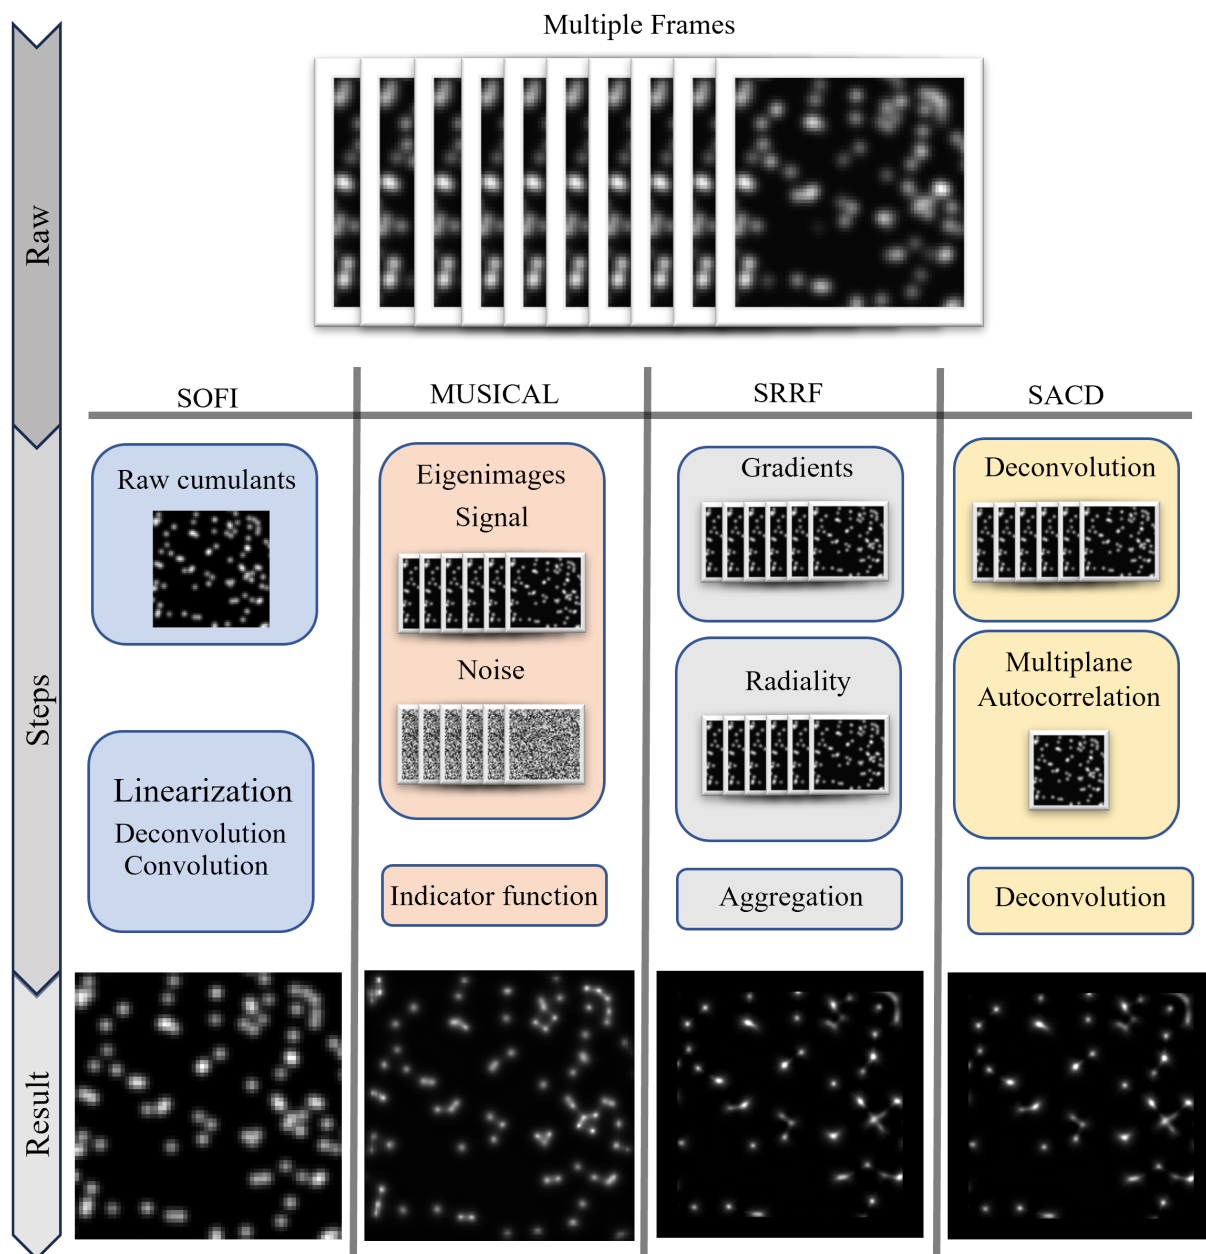 Multiple Frames
Raw
SOFI
MUSICAL
SRRF
SACD
Steps
Raw cumulants
Linearization
Deconvolution
Convolution
Eigenimages
Signal
Noise
Indicator function
Gradients
Radiality
Aggregation
Deconvolution
Multiplane
Autocorrelation
Deconvolution
Result